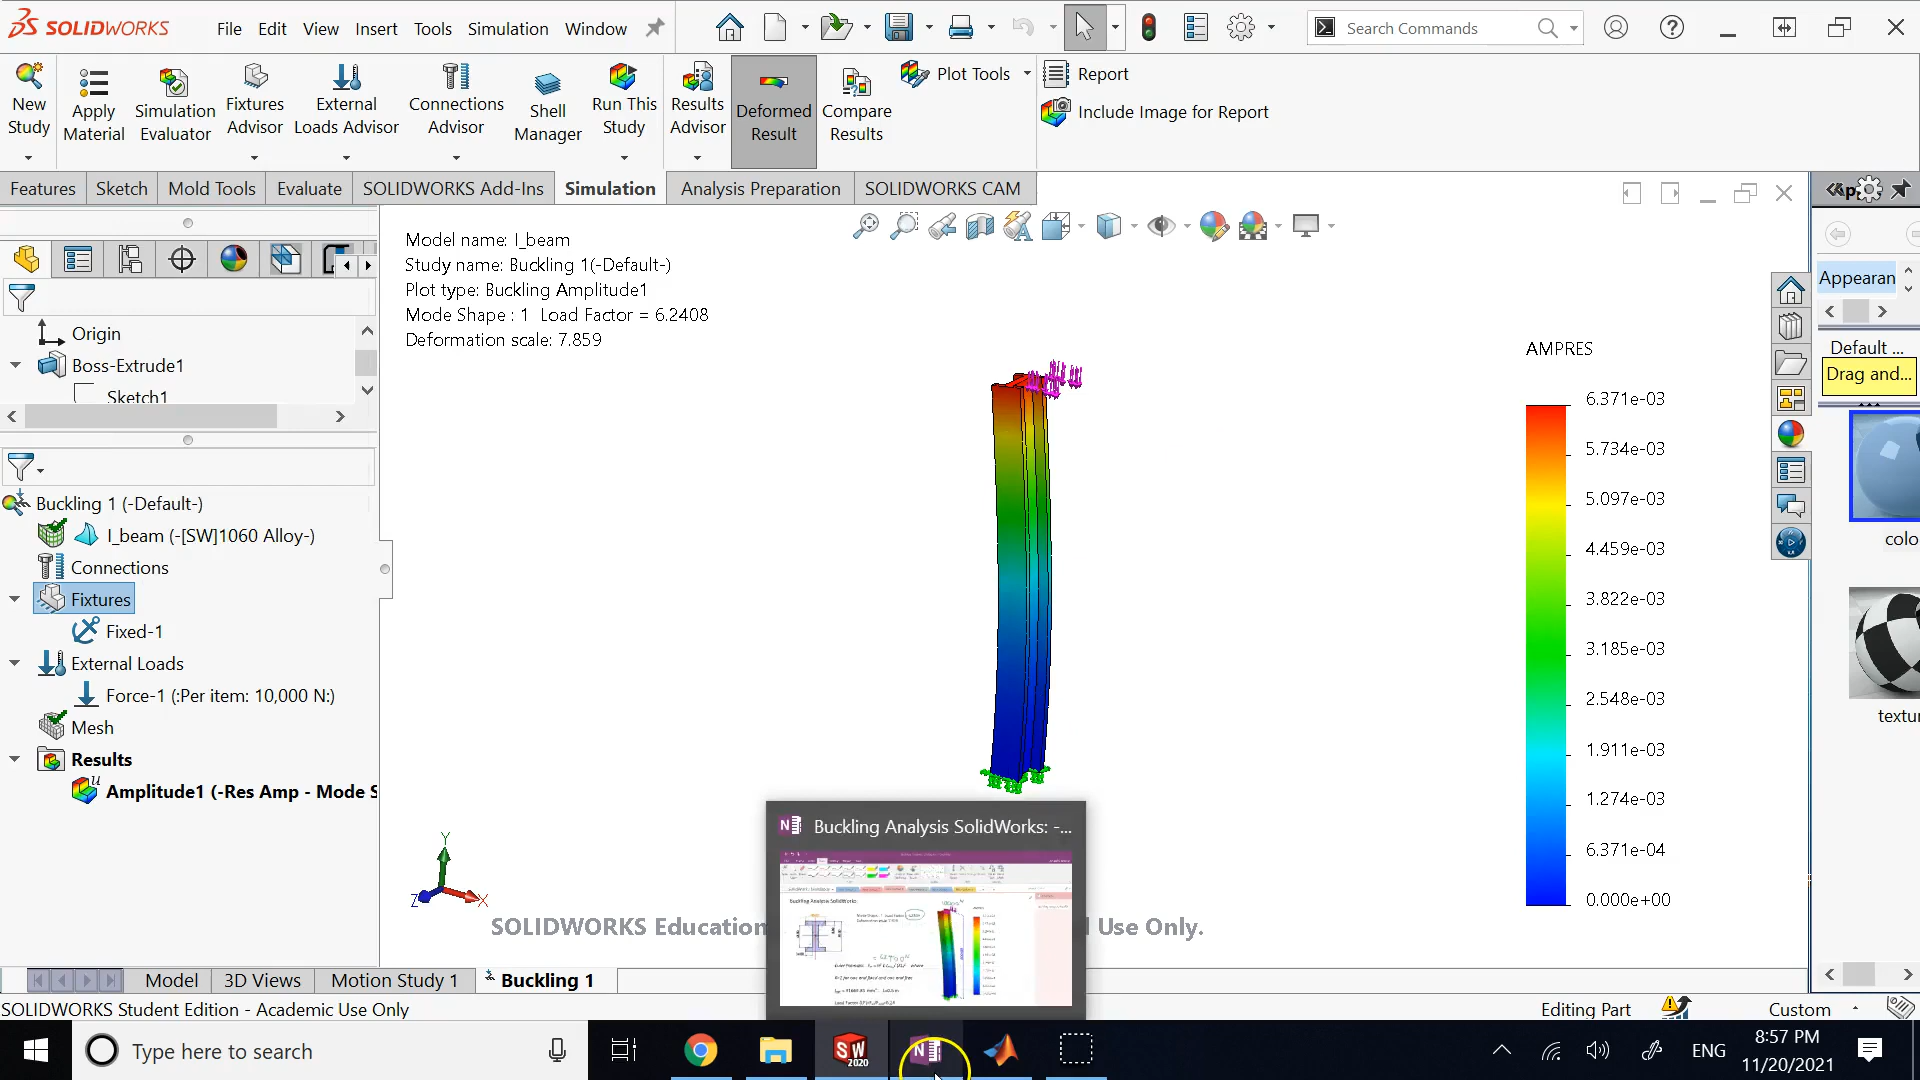 SOLIDWORKS
File Edit View Insert Tools Simulation Window
Search Commands
New Study
Apply Material
Simulation Evaluator
Fixtures Advisor
External Loads Advisor
Connections Advisor
Shell Manager
Run This Study
Results Advisor
Deformed Result
Compare Results
Plot Tools
Report
Include Image for Report
Features Sketch Mold Tools Evaluate SOLIDWORKS Add-Ins Simulation Analysis Preparation SOLIDWORKS CAM
Origin
Boss-Extrude1
Sketch1
Buckling 1 (-Default-)
I_beam (-[SW]1060 Alloy-)
Connections
Fixtures
Fixed-1
External Loads
Force-1 (:Per item: 10,000 N:)
Mesh
Results
Amplitude1 (-Res Amp - Mode S
Model name: I_beam
Study name: Buckling 1(-Default-)
Plot type: Buckling Amplitude1
Mode Shape : 1 Load Factor = 6.2408
Deformation scale: 7.859
AMPRES
6.371e-03
5.734e-03
5.097e-03
4.459e-03
3.822e-03
3.185e-03
2.548e-03
1.911e-03
1.274e-03
6.371e-04
0.000e+00
Y
Z X
SOLIDWORKS Education
l Use Only.
Appearan
Default ...
Drag and...
colo
textur
Buckling Analysis SolidWorks: -...
Buckling Analysis SolidWorks
Model 3D Views Motion Study 1 Buckling 1
SOLIDWORKS Student Edition - Academic Use Only
Editing Part
Custom
Type here to search
SW
2020
N
ENG
8:57 PM
11/20/2021